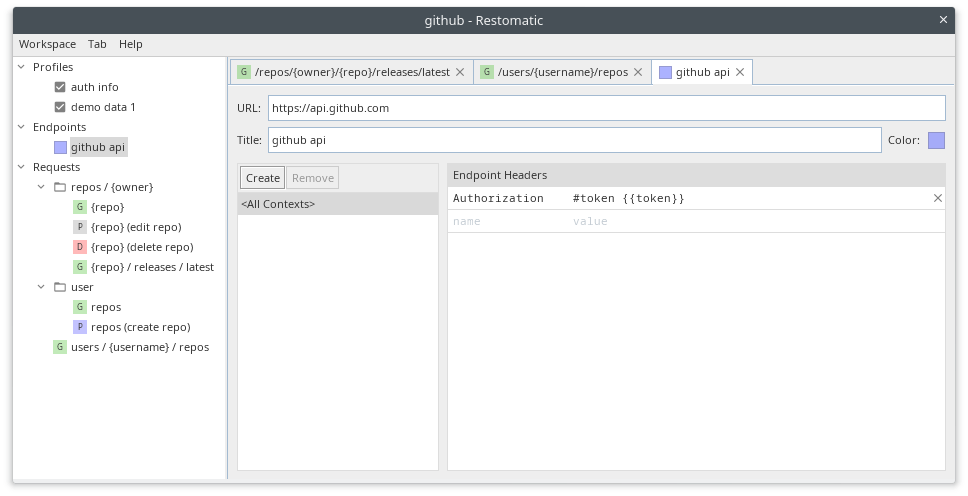 github - Restomatic
Workspace Tab Help
Profiles
auth info
demo data 1
Endpoints
github api
Requests
repos / {owner}
G {repo}
P {repo} (edit repo)
D {repo} (delete repo)
G {repo} / releases / latest
user
G repos
P repos (create repo)
G users / {username} / repos
G /repos/{owner}/{repo}/releases/latest G /users/{username}/repos github api
URL: https://api.github.com
Title: github api Color:
Create Remove
<All Contexts>
Endpoint Headers
Authorization #token {{token}}
name value